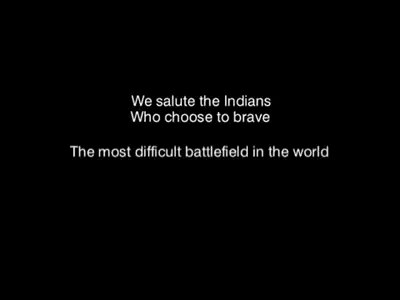 We salute the Indians
Who choose to brave
The most difficult battlefield in the world